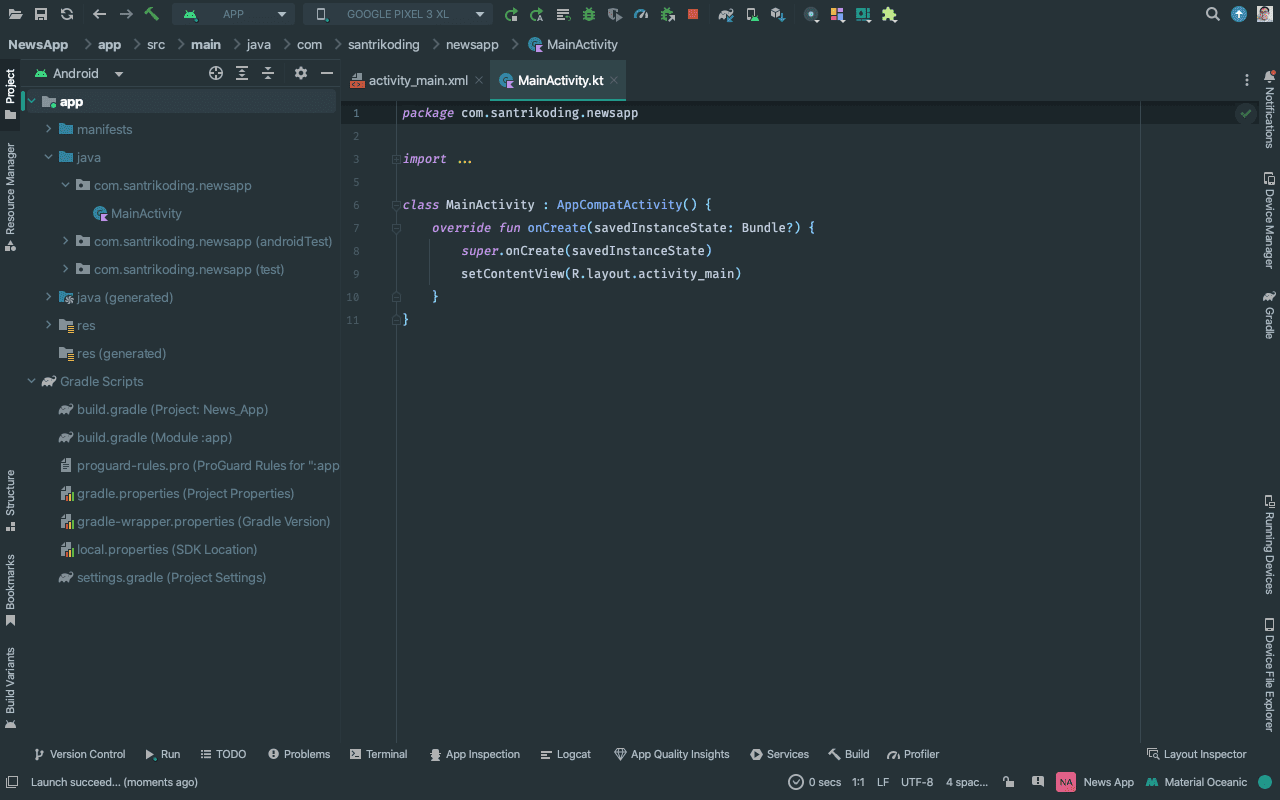 APP
GOOGLE PIXEL 3 XL
NewsApp app src main java com santrikoding newsapp MainActivity
Project
Resource Manager
Structure
Bookmarks
Build Variants
Android
app
manifests
java
com.santrikoding.newsapp
MainActivity
com.santrikoding.newsapp (androidTest)
com.santrikoding.newsapp (test)
java (generated)
res
res (generated)
Gradle Scripts
build.gradle (Project: News_App)
build.gradle (Module :app)
proguard-rules.pro (ProGuard Rules for ":app
gradle.properties (Project Properties)
gradle-wrapper.properties (Gradle Version)
local.properties (SDK Location)
settings.gradle (Project Settings)
activity_main.xml MainActivity.kt
1 package com.santrikoding.newsapp
2
3 import ...
5
6 class MainActivity : AppCompatActivity() {
7 override fun onCreate(savedInstanceState: Bundle?) {
8 super.onCreate(savedInstanceState)
9 setContentView(R.layout.activity_main)
10 }
11 }
Notifications
Device Manager
Gradle
Running Devices
Device File Explorer
Version Control Run TODO Problems Terminal App Inspection Logcat App Quality Insights Services Build Profiler Layout Inspector
Launch succeed... (moments ago) 0 secs 1:1 LF UTF-8 4 spac... NA News App Material Oceanic